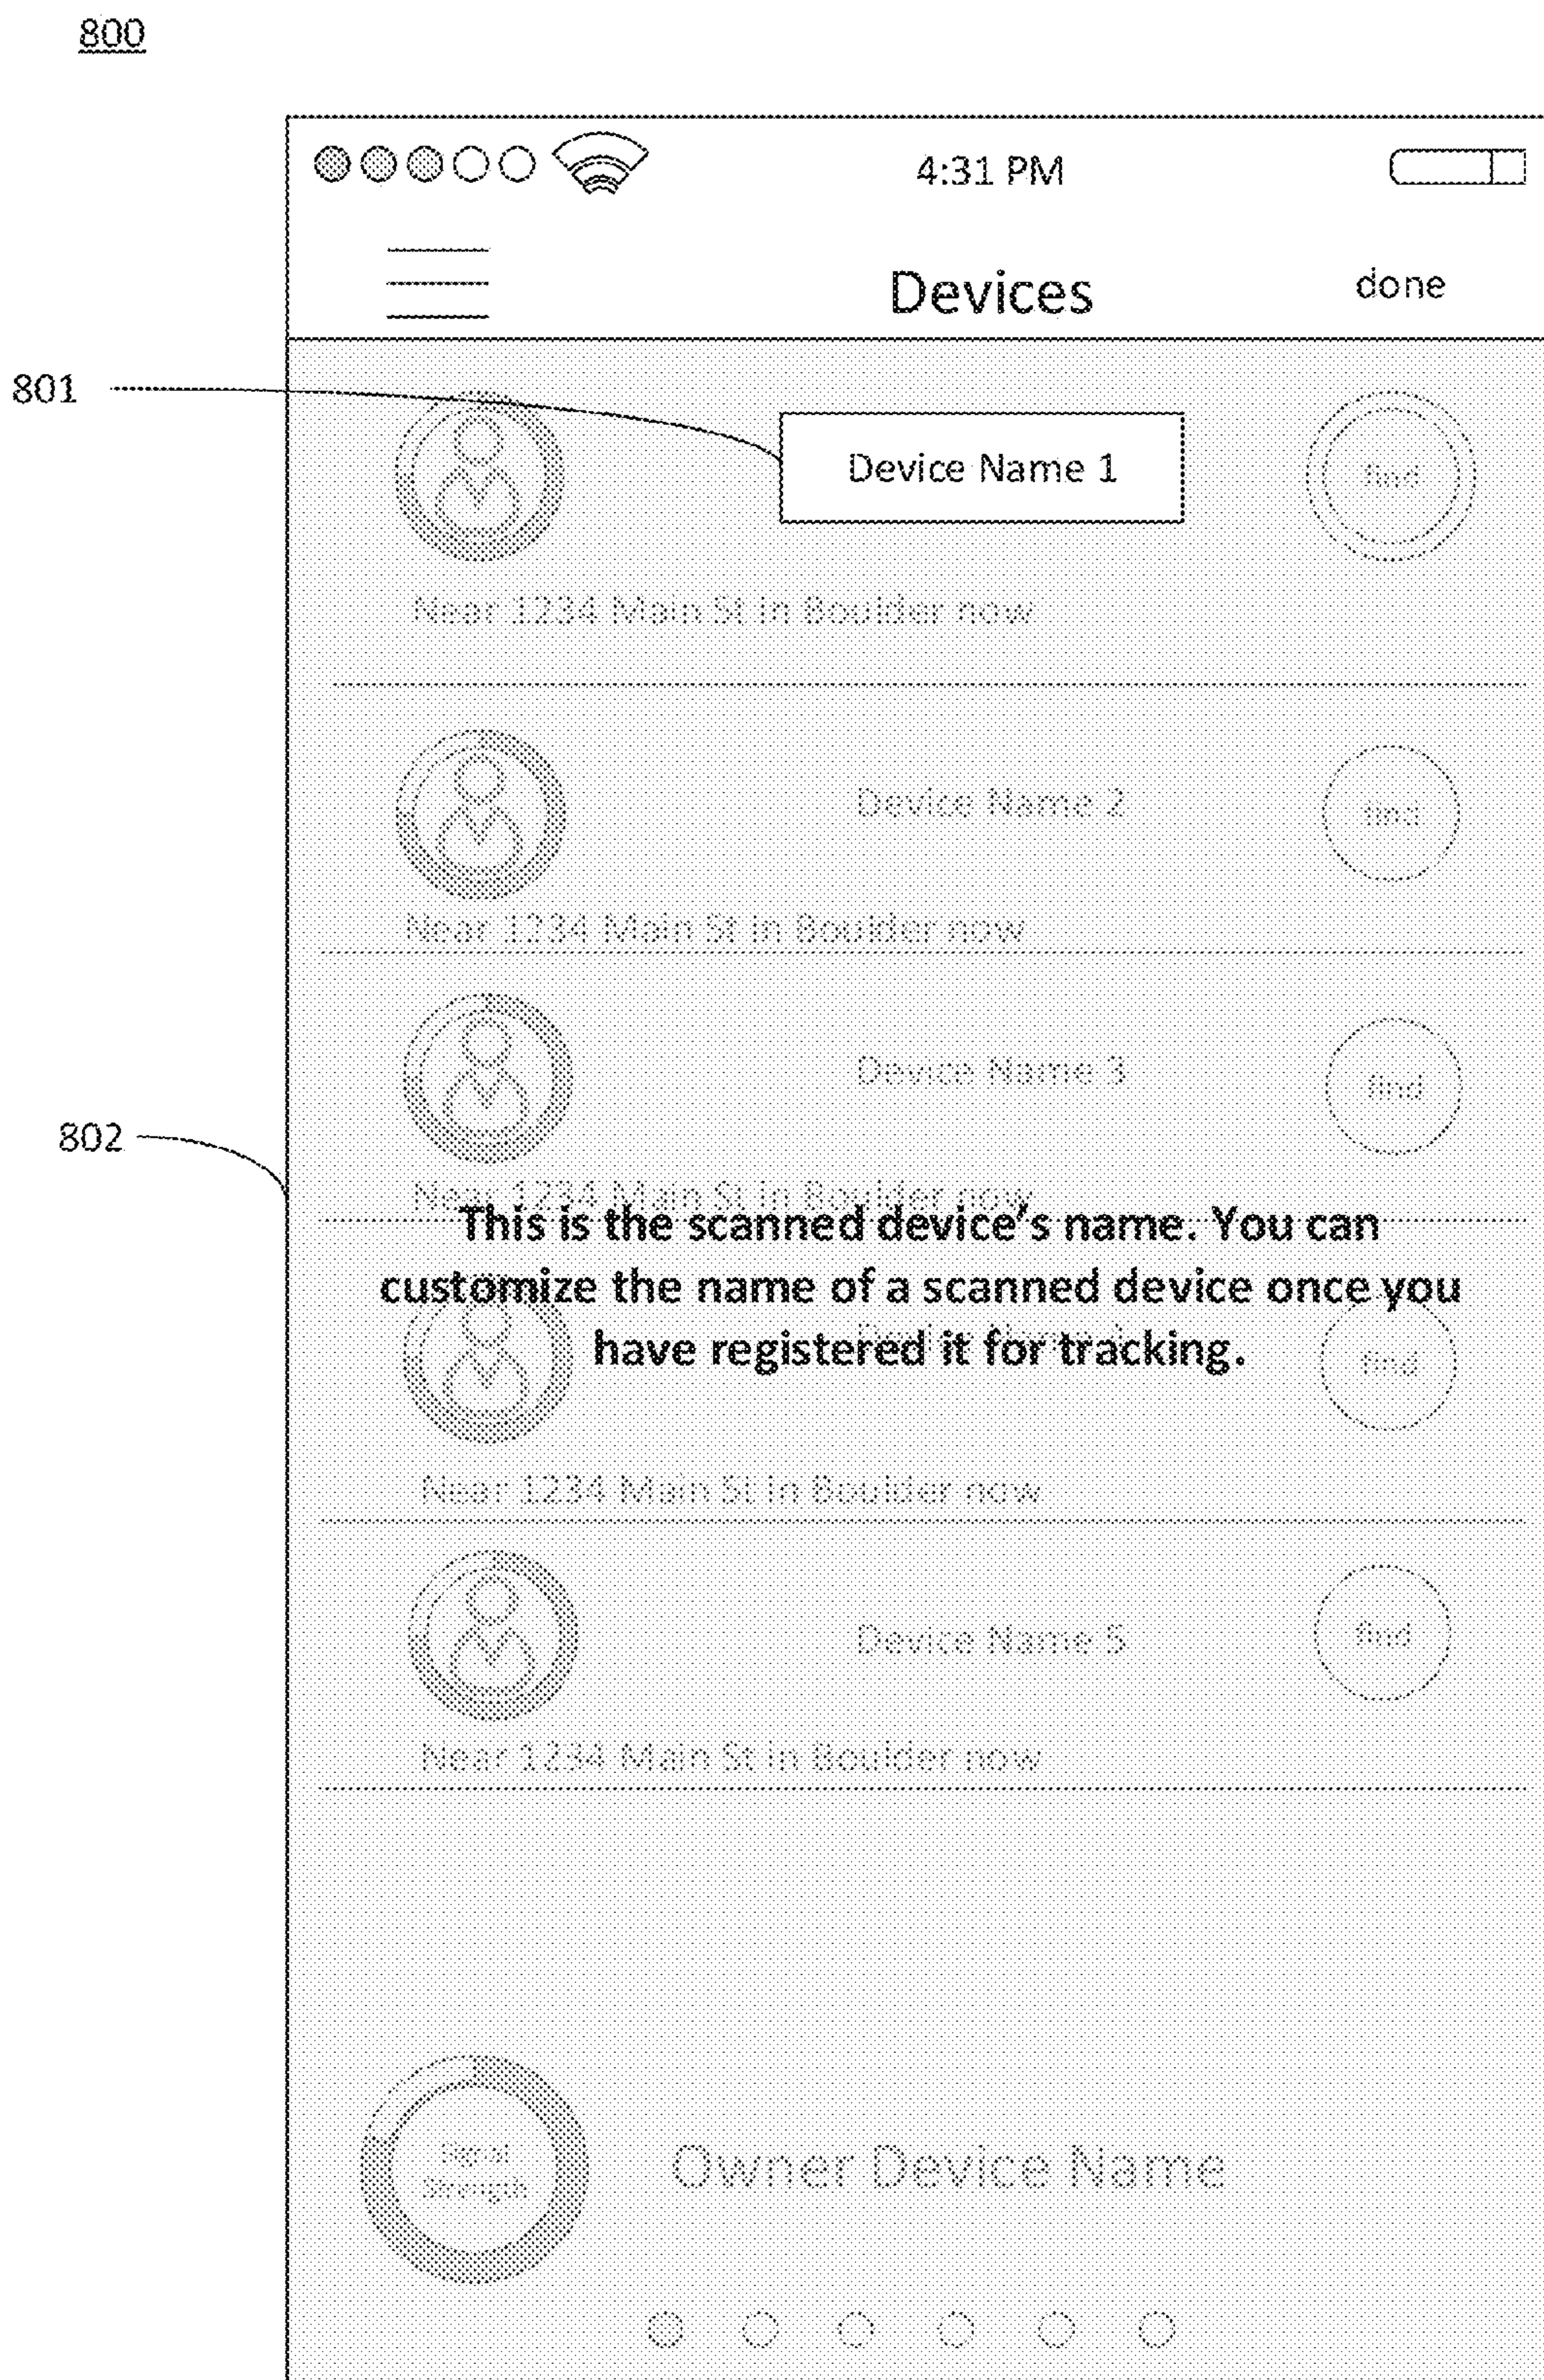 800
4:31 PM
Devices
done
801
Device Name 1
find
Near 1234 Main St in Boulder now
Device Name 2
find
Near 1234 Main St in Boulder now
Device Name 3
find
802
Near 1234 Main St in Boulder now
This is the scanned device’s name. You can
customize the name of a scanned device once you
have registered it for tracking.
find
Near 1234 Main St in Boulder now
Device Name 5
find
Near 1234 Main St in Boulder now
Signal
Strength
Owner Device Name